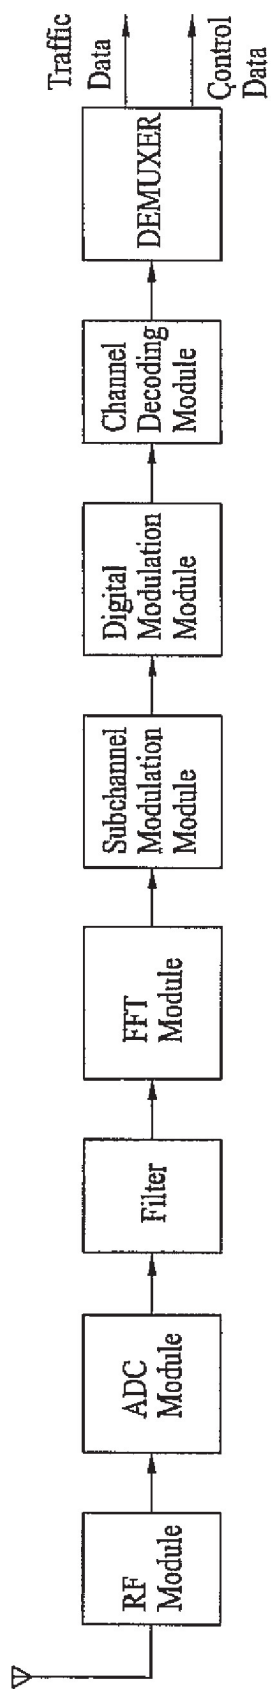 RF
Module
ADC
Module
Filter
FFT
Module
Subchannel
Modulation
Module
Digital
Modulation
Module
Channel
Decoding
Module
DEMUXER
Traffic
Data
Control
Data